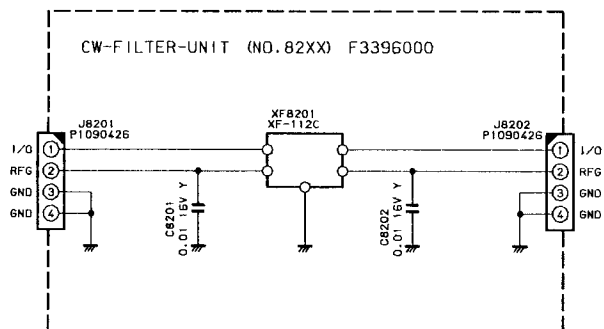 CW-FILTER-UNIT (NO.82XX) F3396000
J8201
P1090426
XF8201
XF-112C
J8202
P1090426
I/O
1
1
I/O
RFG
2
2
RFG
GND
3
3
GND
GND
4
4
GND
C8201
0.01 16V Y
C8202
0.01 16V Y